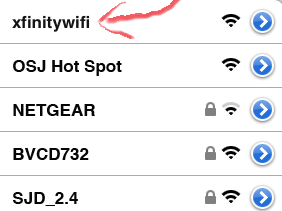 xfinitywifi
OSJ Hot Spot
NETGEAR
BVCD732
SJD_2.4